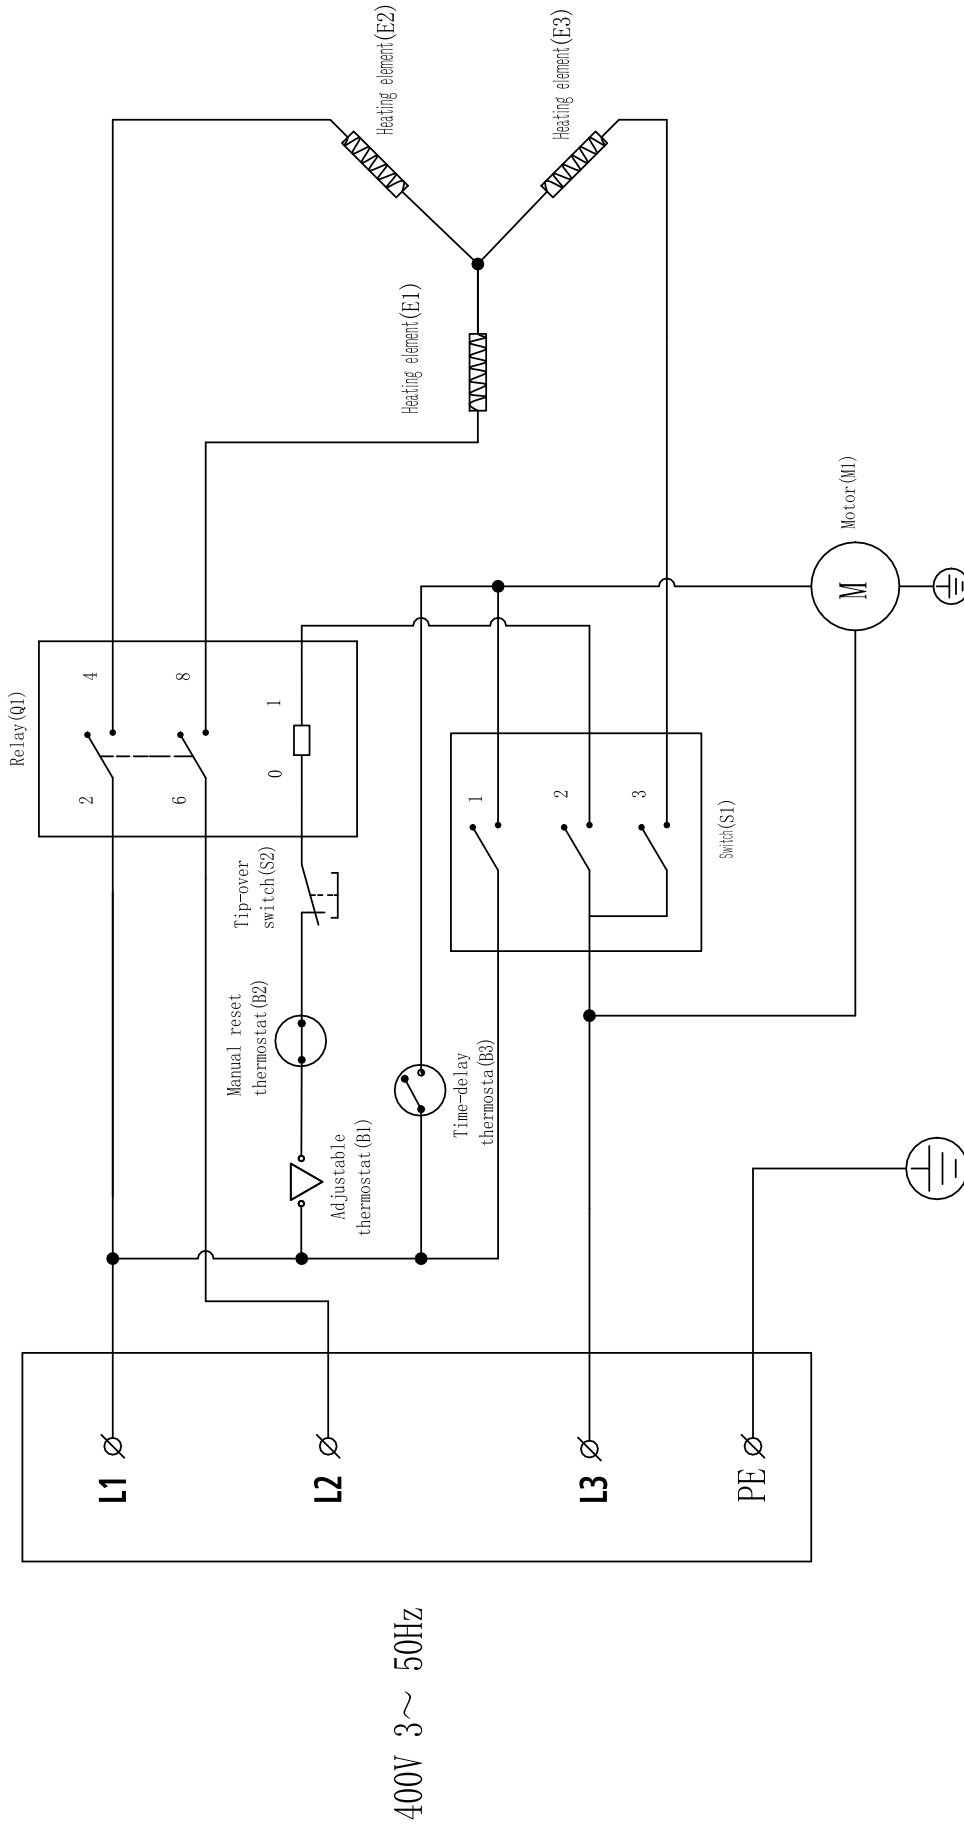 400V 3～ 50Hz
L1
L2
L3
PE
Relay(Q1)
2
4
6
8
0
1
Tip-over
switch(S2)
Manual reset
thermostat(B2)
Adjustable
thermostat(B1)
Time-delay
thermosta(B3)
1
2
3
Switch(S1)
Heating element(E1)
Heating element(E2)
Heating element(E3)
M
Motor(M1)